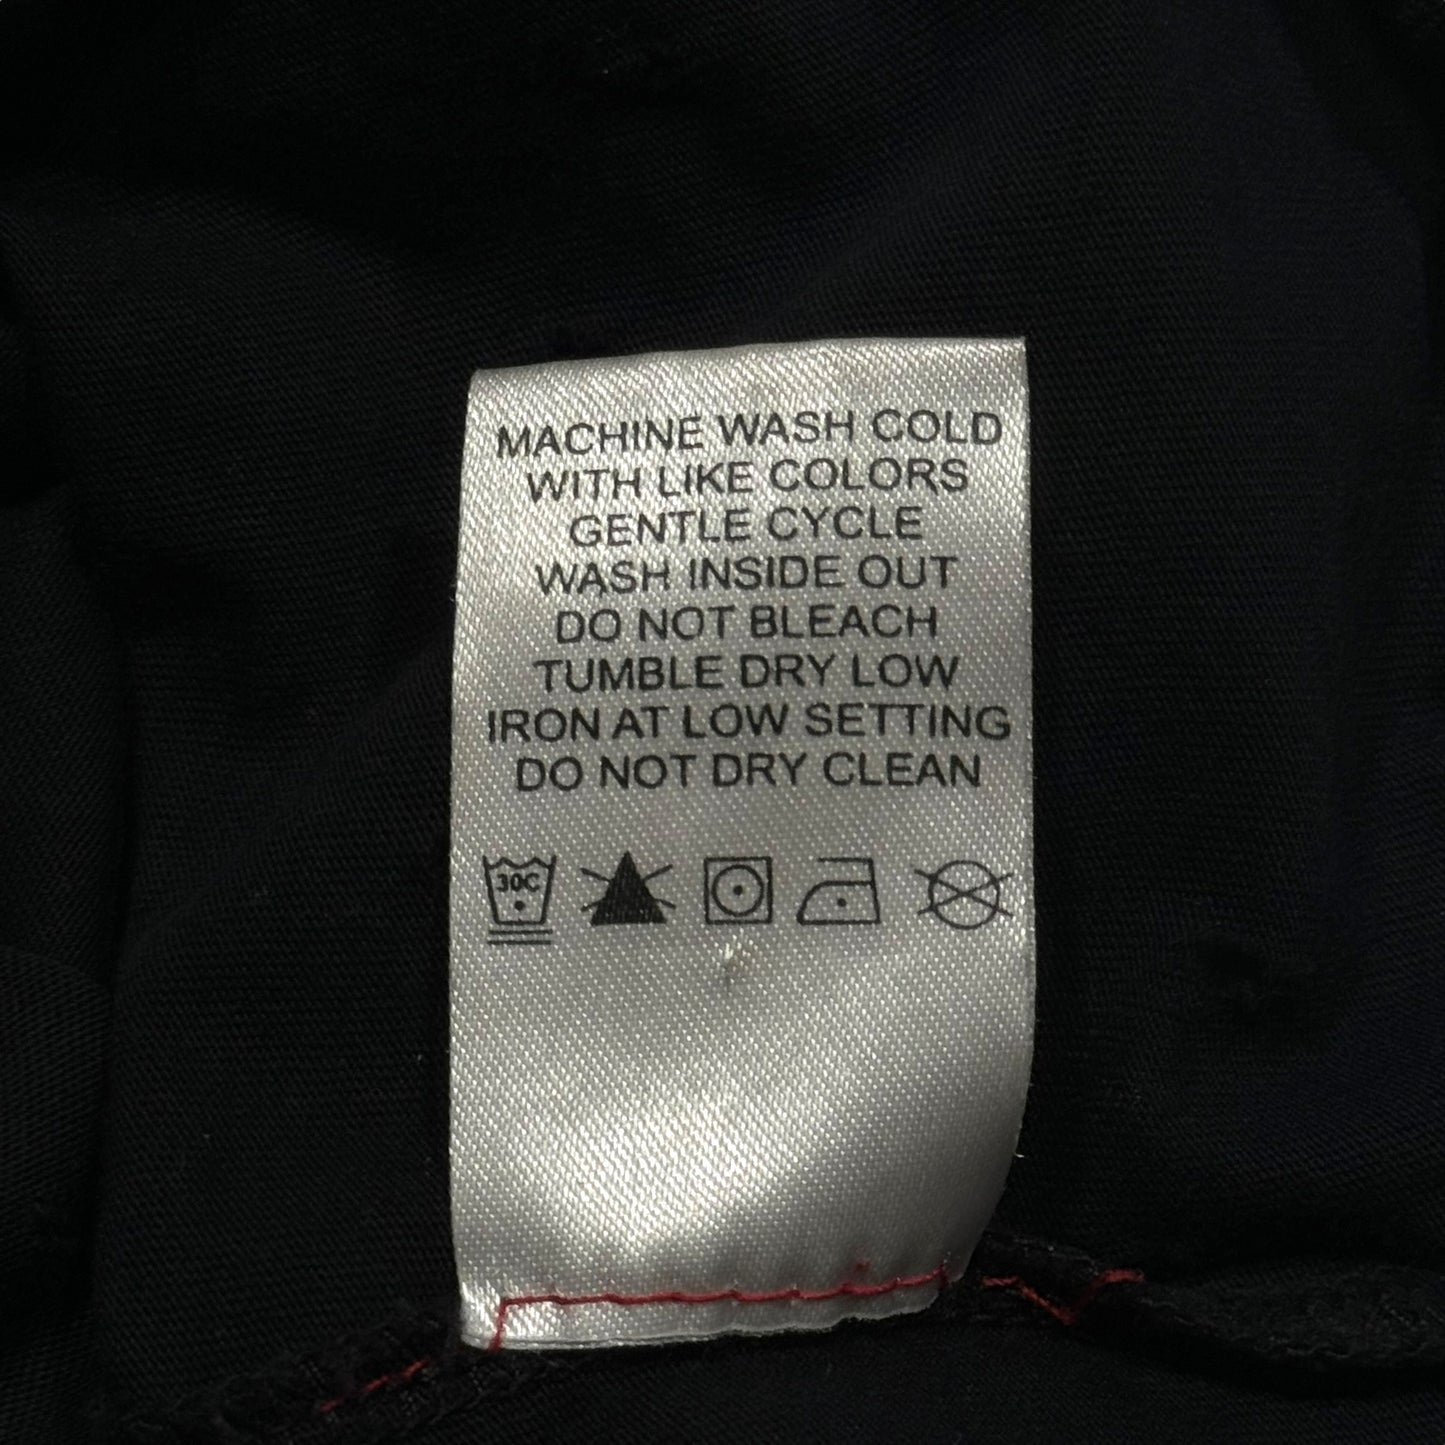 MACHINE WASH COLD
WITH LIKE COLORS
GENTLE CYCLE
WASH INSIDE OUT
DO NOT BLEACH
TUMBLE DRY LOW
IRON AT LOW SETTING
DO NOT DRY CLEAN
30C